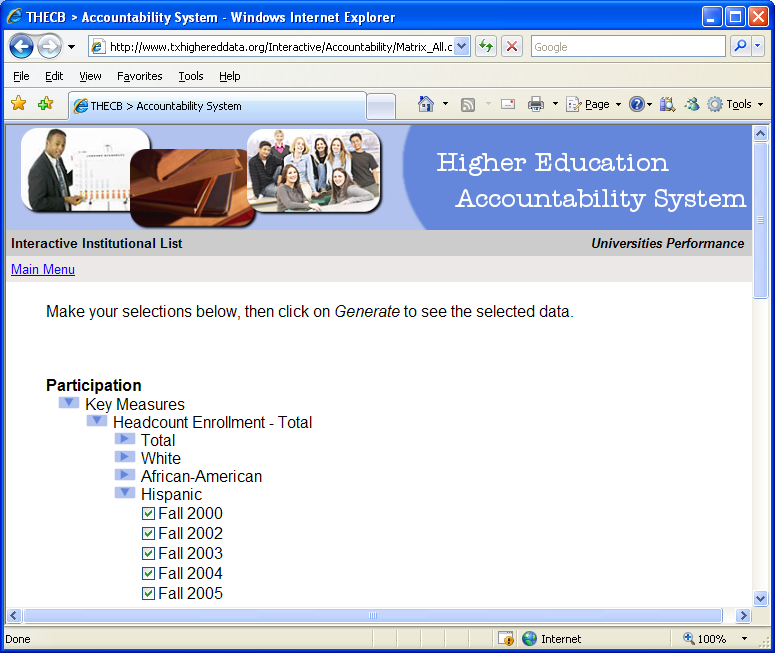 THECB > Accountability System - Windows Internet Explorer
http://www.txhighereddata.org/Interactive/Accountability/Matrix_All.c
Google
File Edit View Favorites Tools Help
THECB > Accountability System
Page
Tools
Higher Education
Accountability System
Interactive Institutional List
Universities Performance
Main Menu
Make your selections below, then click on Generate to see the selected data.
Participation
Key Measures
Headcount Enrollment - Total
Total
White
African-American
Hispanic
Fall 2000
Fall 2002
Fall 2003
Fall 2004
Fall 2005
Done
Internet
100%